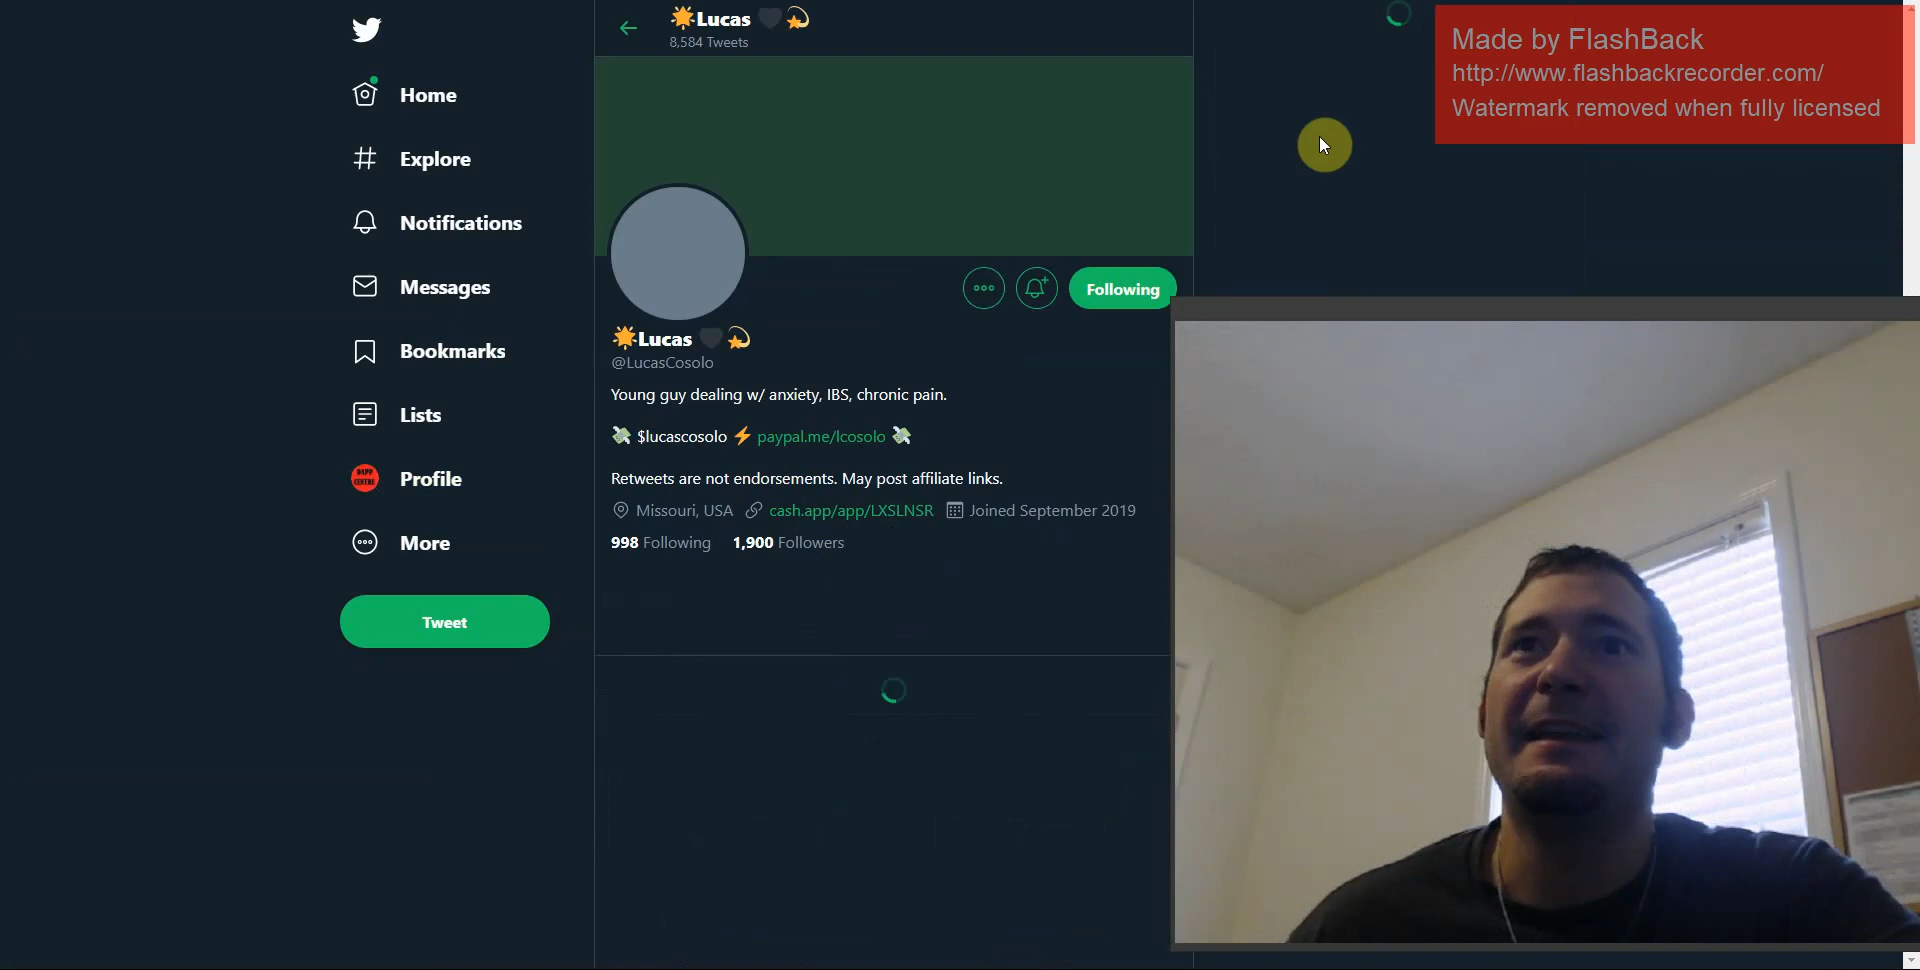 🌟Lucas 🖤💫
8,584 Tweets
Made by FlashBack
http://www.flashbackrecorder.com/
Watermark removed when fully licensed
Home
Explore
Notifications
Messages
Bookmarks
Lists
DAPP
CENTRE
Profile
More
Tweet
Following
🌟Lucas 🖤💫
@LucasCosolo
Young guy dealing w/ anxiety, IBS, chronic pain.
💸 $lucascosolo ⚡ paypal.me/lcosolo 💸
Retweets are not endorsements. May post affiliate links.
Missouri, USA cash.app/app/LXSLNSR Joined September 2019
998 Following 1,900 Followers